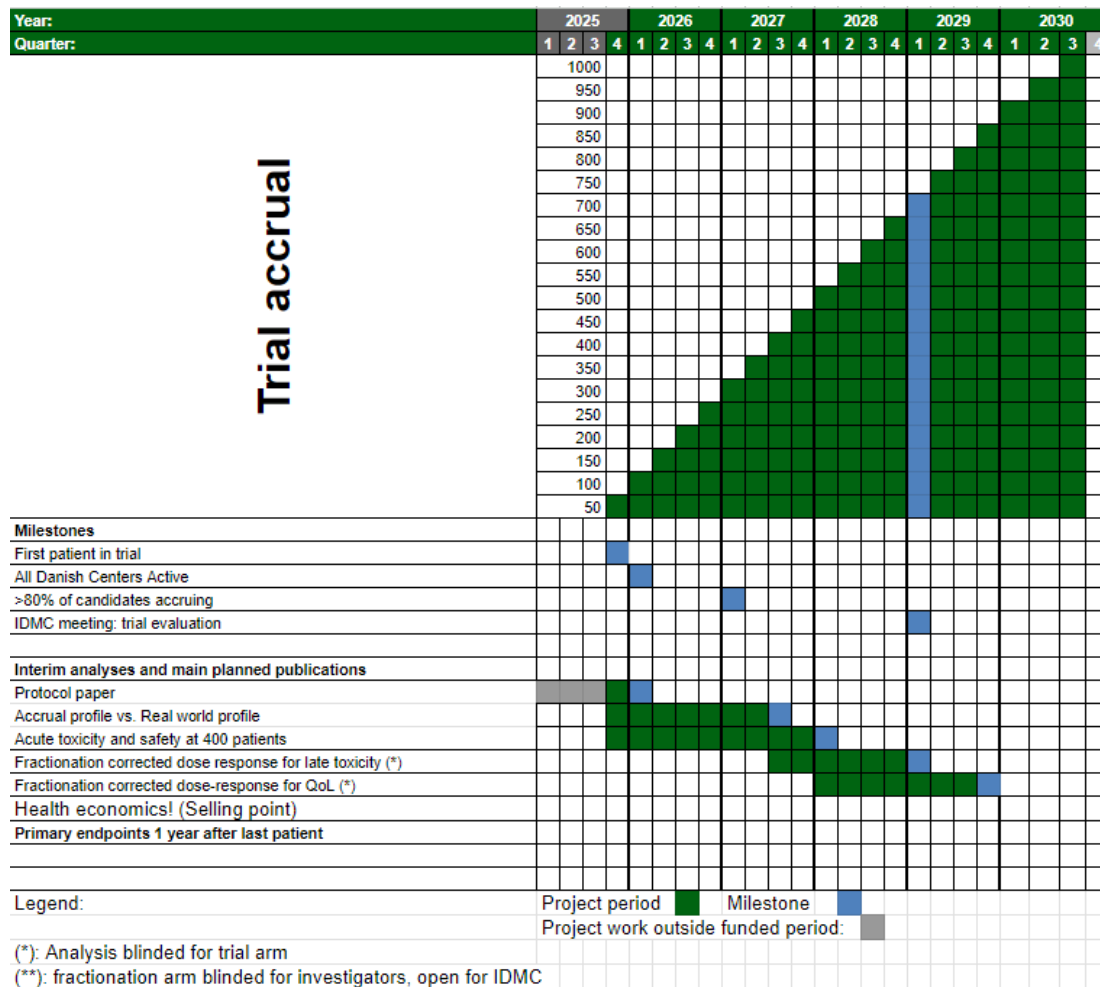 Year: 2025 2026 2027 2028 2029 2030
Quarter: 1 2 3 4 1 2 3 4 1 2 3 4 1 2 3 4 1 2 3 4 1 2 3 4
Trial accrual
1000
950
900
850
800
750
700
650
600
550
500
450
400
350
300
250
200
150
100
50
Milestones
First patient in trial
All Danish Centers Active
>80% of candidates accruing
IDMC meeting: trial evaluation
Interim analyses and main planned publications
Protocol paper
Accrual profile vs. Real world profile
Acute toxicity and safety at 400 patients
Fractionation corrected dose response for late toxicity (*)
Fractionation corrected dose-response for QoL (*)
Health economics! (Selling point)
Primary endpoints 1 year after last patient
Legend: Project period Milestone
Project work outside funded period:
(*): Analysis blinded for trial arm
(**): fractionation arm blinded for investigators, open for IDMC